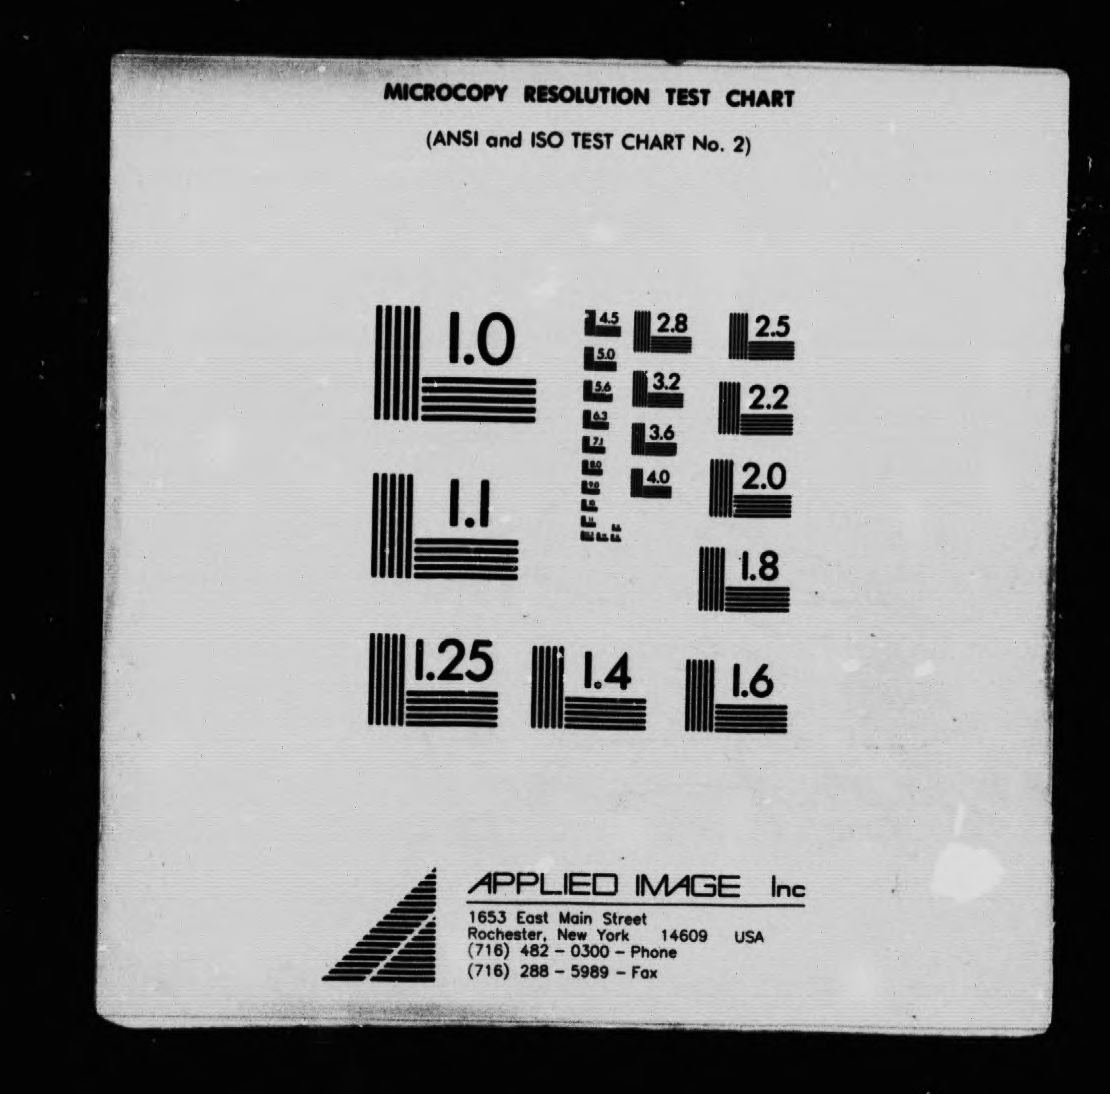 MICROCOPY RESOLUTION TEST CHART
(ANSI and ISO TEST CHART No. 2)
1.0
1.1
1.25
1.4
1.6
1.8
2.0
2.2
2.5
2.8
3.2
3.6
4.0
4.5
5.0
5.6
6.3
7.1
8.0
9.0
APPLIED IMAGE Inc
1653 East Main Street
Rochester, New York 14609 USA
(716) 482 - 0300 - Phone
(716) 288 - 5989 - Fax